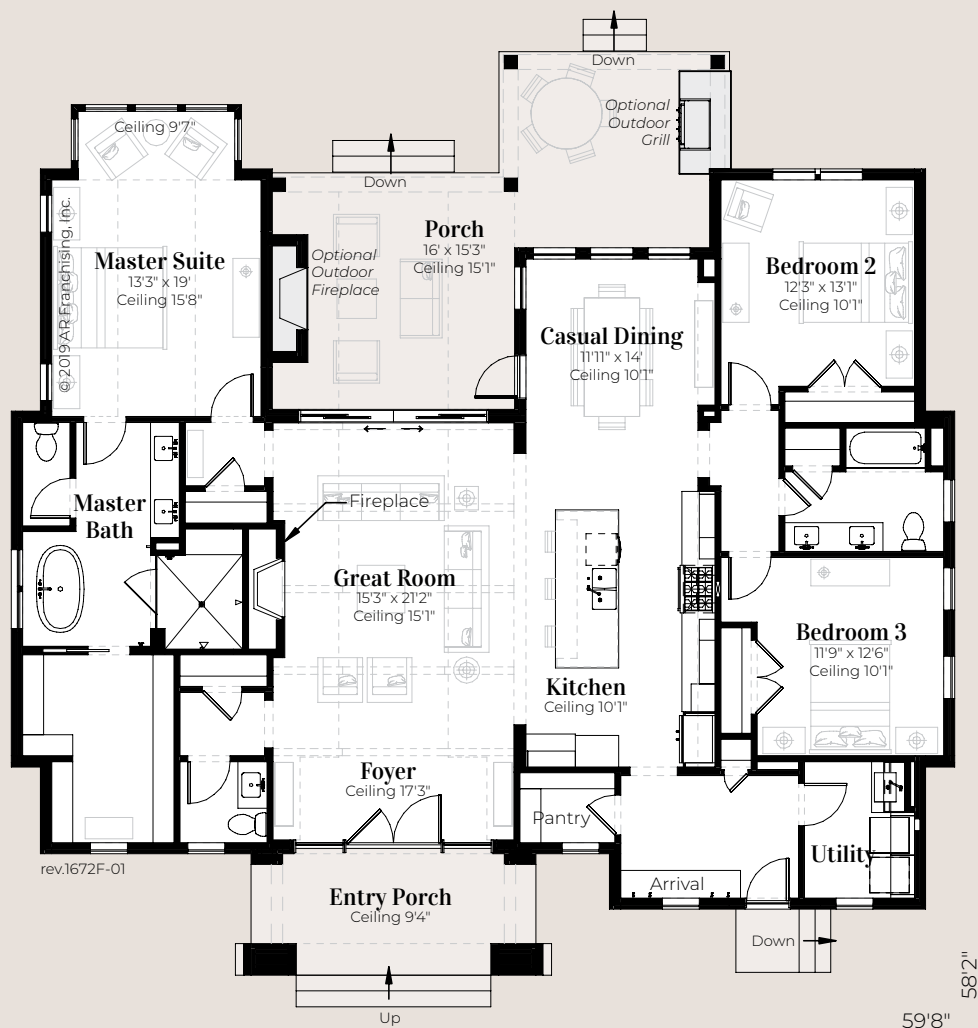 Down
Optional
Outdoor
Grill
Ceiling 9'7"
Down
© 2019 AR Franchising, Inc.
Master Suite
13'3" x 19'
Ceiling 15'8"
Optional
Outdoor
Fireplace
Porch
16' x 15'3"
Ceiling 15'1"
Casual Dining
11'11" x 14'
Ceiling 10'1"
Bedroom 2
12'3" x 13'1"
Ceiling 10'1"
Master
Bath
Fireplace
Great Room
15'3" x 21'2"
Ceiling 15'1"
Kitchen
Ceiling 10'1"
Bedroom 3
11'9" x 12'6"
Ceiling 10'1"
Foyer
Ceiling 17'3"
Pantry
Utility
rev.1672F-01
Entry Porch
Ceiling 9'4"
Arrival
Down
Up
58'2"
59'8"